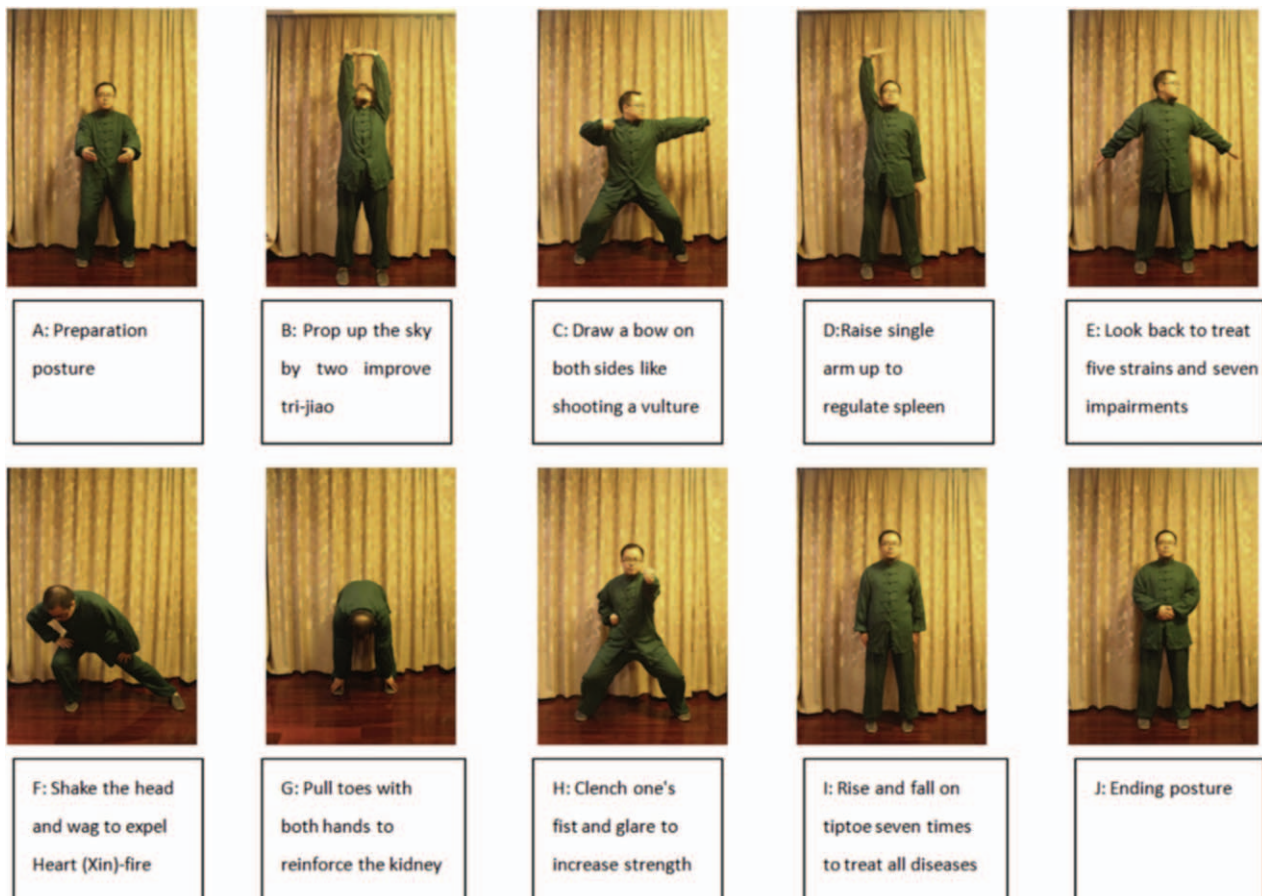 A: Preparation
posture
B: Prop up the sky
by two improve
tri-jiao
C: Draw a bow on
both sides like
shooting a vulture
D:Raise single
arm up to
regulate spleen
E: Look back to treat
five strains and seven
impairments
F: Shake the head
and wag to expel
Heart (Xin)-fire
G: Pull toes with
both hands to
reinforce the kidney
H: Clench one's
fist and glare to
increase strength
I: Rise and fall on
tiptoe seven times
to treat all diseases
J: Ending posture